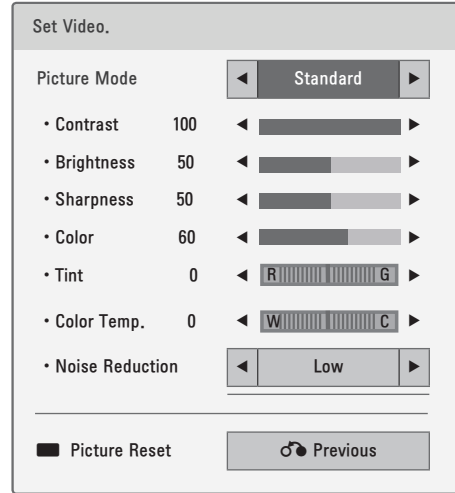 Set Video.
Picture Mode Standard
• Contrast 100
• Brightness 50
• Sharpness 50
• Color 60
• Tint 0 R G
• Color Temp. 0 W C
• Noise Reduction Low
Picture Reset Previous